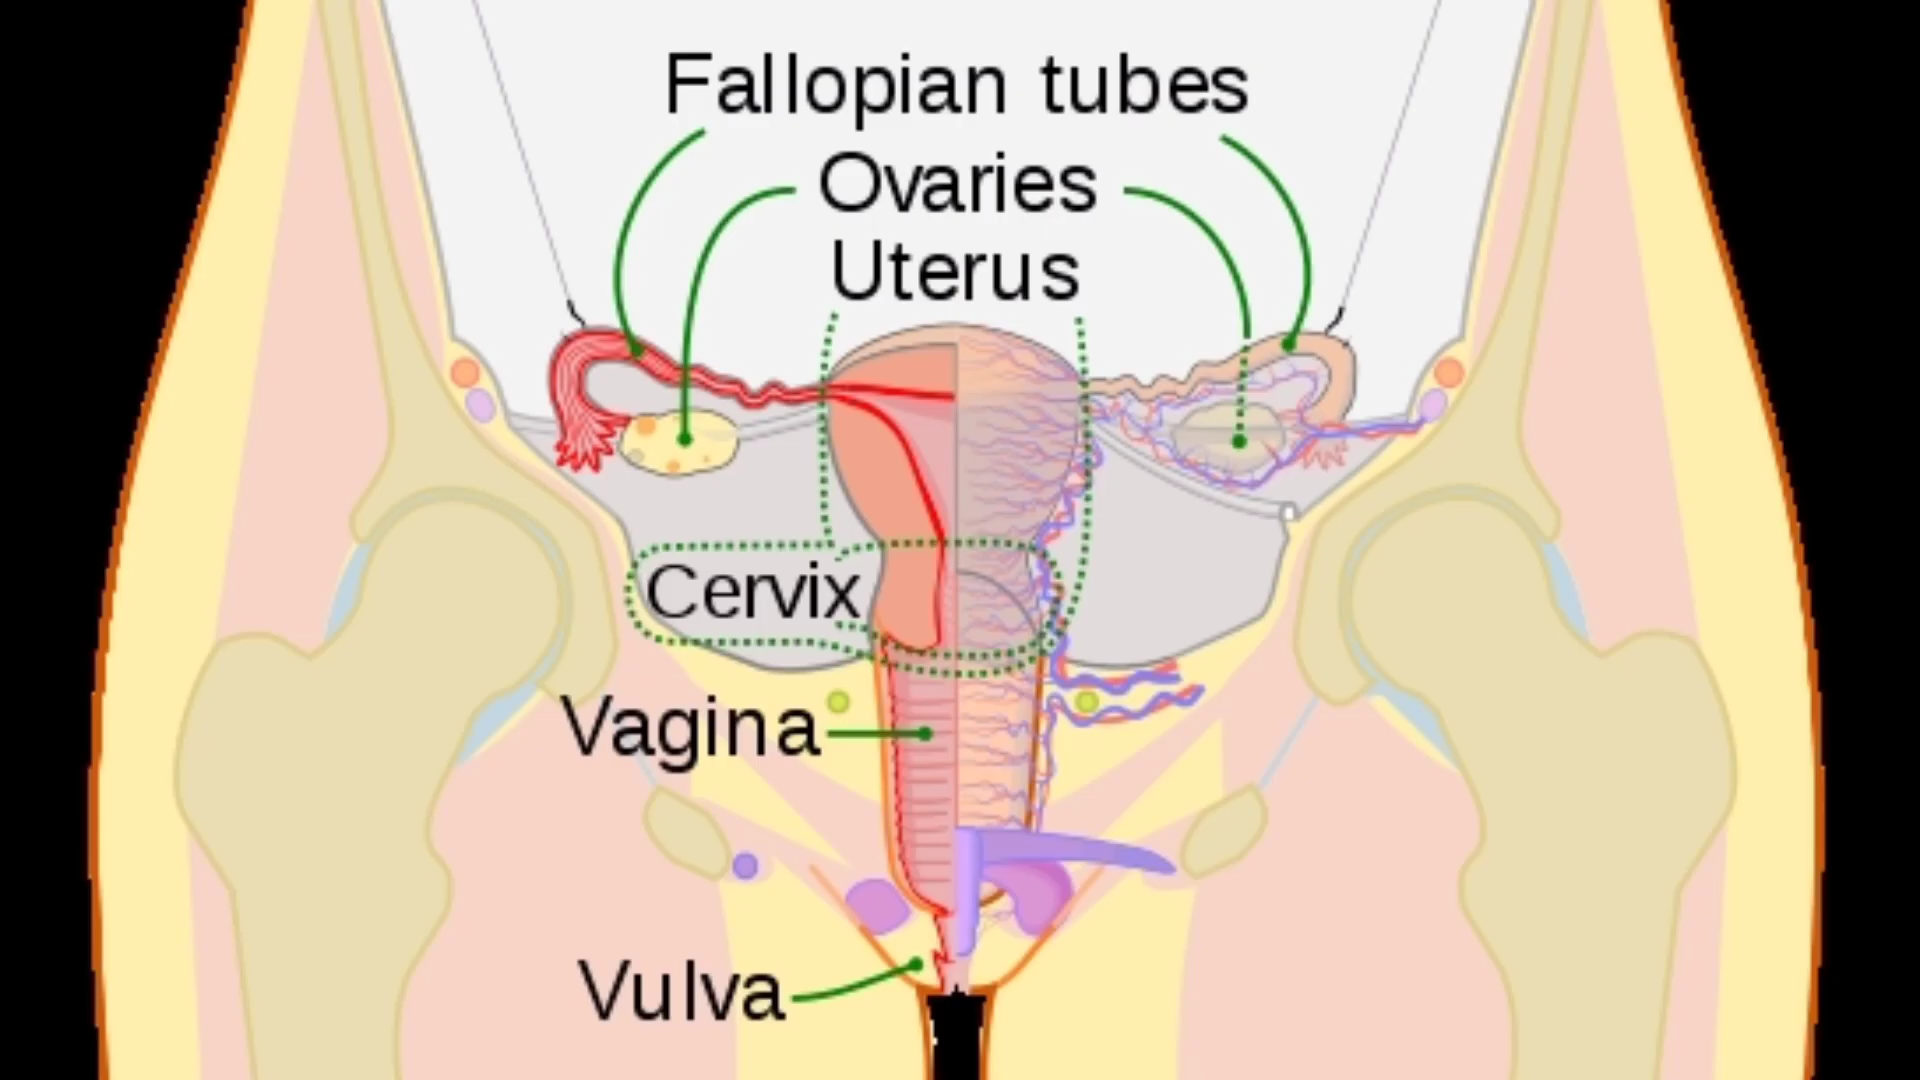 Fallopian tubes
Ovaries
Uterus
Cervix
Vagina
Vulva